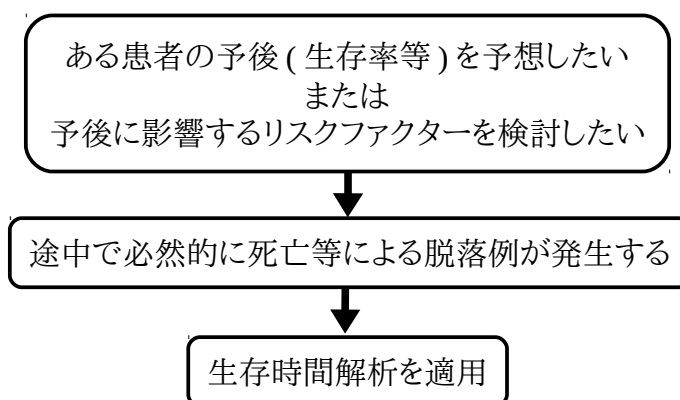 ある患者の予後(生存率等)を予想したい
または
予後に影響するリスクファクターを検討したい
途中で必然的に死亡等による脱落例が発生する
生存時間解析を適用